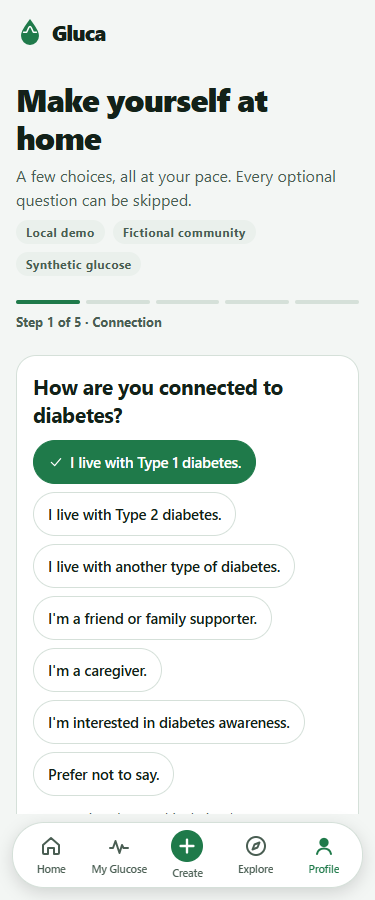 Gluca
Make yourself at
home
A few choices, all at your pace. Every optional
question can be skipped.
Local demo
Fictional community
Synthetic glucose
Step 1 of 5 · Connection
How are you connected to
diabetes?
I live with Type 1 diabetes.
I live with Type 2 diabetes.
I live with another type of diabetes.
I'm a friend or family supporter.
I'm a caregiver.
I'm interested in diabetes awareness.
Prefer not to say.
Home
My Glucose
Create
Explore
Profile